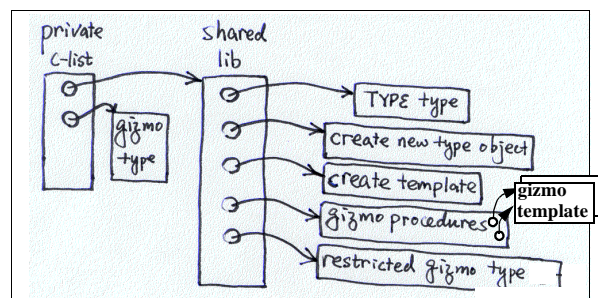 private
C-list
shared
lib
gizmo
type
TYPE type
create new type object
create template
gizmo procedures
gizmo
template
restricted gizmo type